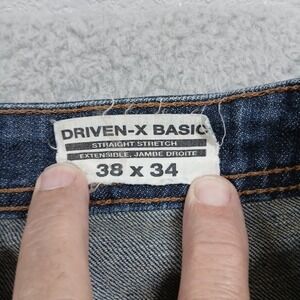 DRIVEN-X BASIC
STRAIGHT STRETCH
EXTENSIBLE, JAMBE DROITE
38 x 34